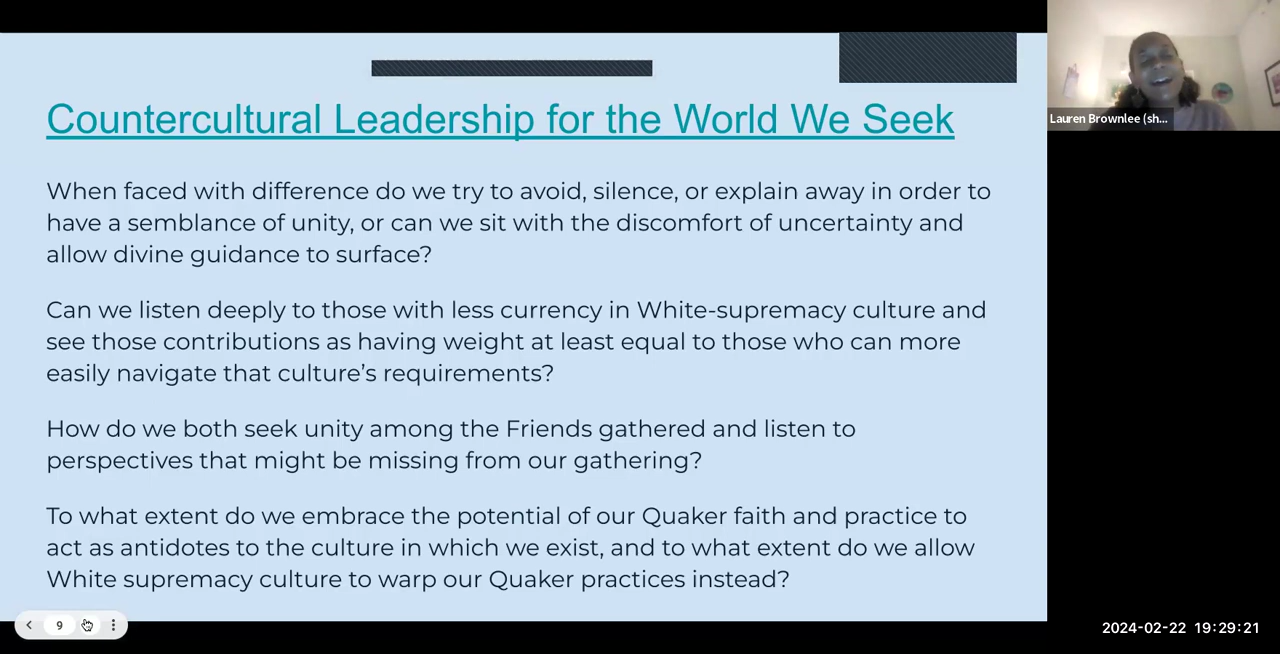 Countercultural Leadership for the World We Seek
When faced with difference do we try to avoid, silence, or explain away in order to
have a semblance of unity, or can we sit with the discomfort of uncertainty and
allow divine guidance to surface?
Can we listen deeply to those with less currency in White-supremacy culture and
see those contributions as having weight at least equal to those who can more
easily navigate that culture’s requirements?
How do we both seek unity among the Friends gathered and listen to
perspectives that might be missing from our gathering?
To what extent do we embrace the potential of our Quaker faith and practice to
act as antidotes to the culture in which we exist, and to what extent do we allow
White supremacy culture to warp our Quaker practices instead?
9
Lauren Brownlee (sh...
2024-02-22 19:29:21